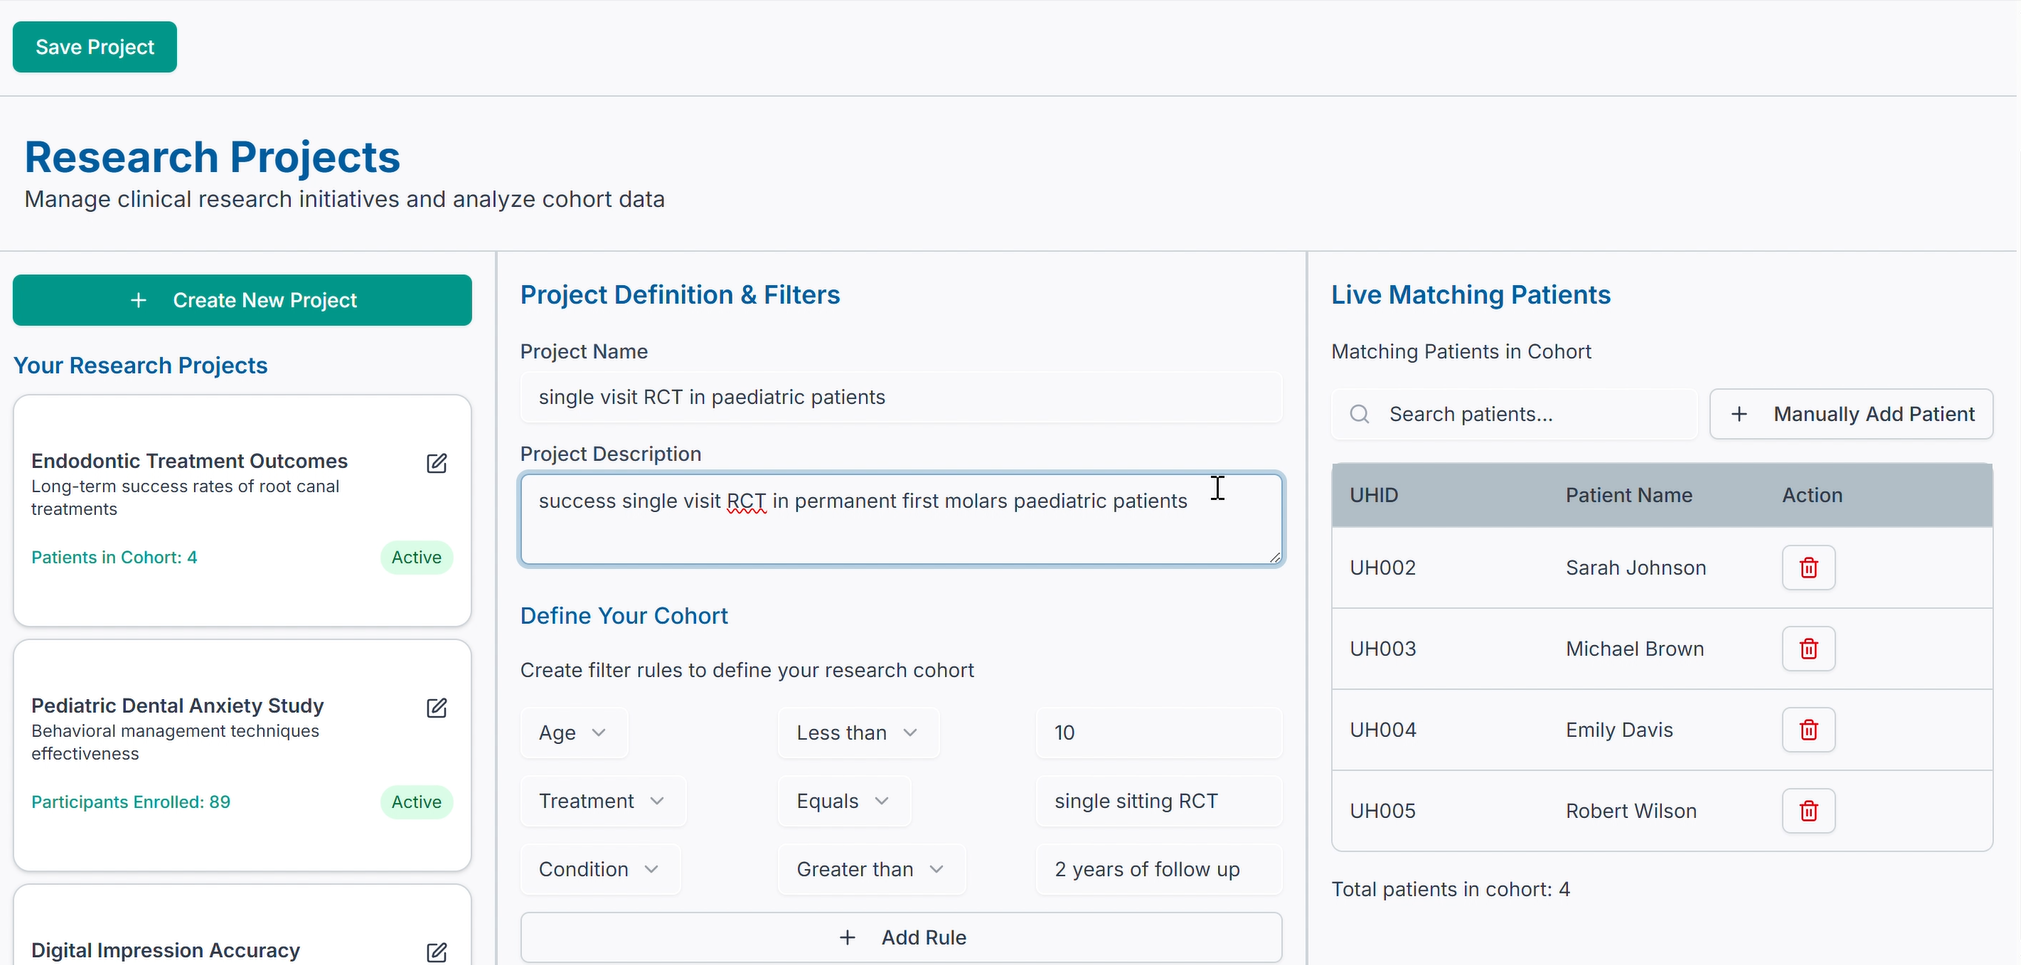 Save Project
Research Projects
Manage clinical research initiatives and analyze cohort data
Create New Project
Your Research Projects
Endodontic Treatment Outcomes
Long-term success rates of root canal
treatments
Patients in Cohort: 4
Active
Pediatric Dental Anxiety Study
Behavioral management techniques
effectiveness
Participants Enrolled: 89
Active
Digital Impression Accuracy
Project Definition & Filters
Project Name
single visit RCT in paediatric patients
Project Description
success single visit RCT in permanent first molars paediatric patients
Define Your Cohort
Create filter rules to define your research cohort
Age Less than 10
Treatment Equals single sitting RCT
Condition Greater than 2 years of follow up
Add Rule
Live Matching Patients
Matching Patients in Cohort
Search patients...
Manually Add Patient
UHID Patient Name Action
UH002 Sarah Johnson
UH003 Michael Brown
UH004 Emily Davis
UH005 Robert Wilson
Total patients in cohort: 4